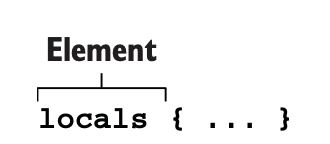 Element
locals { ... }